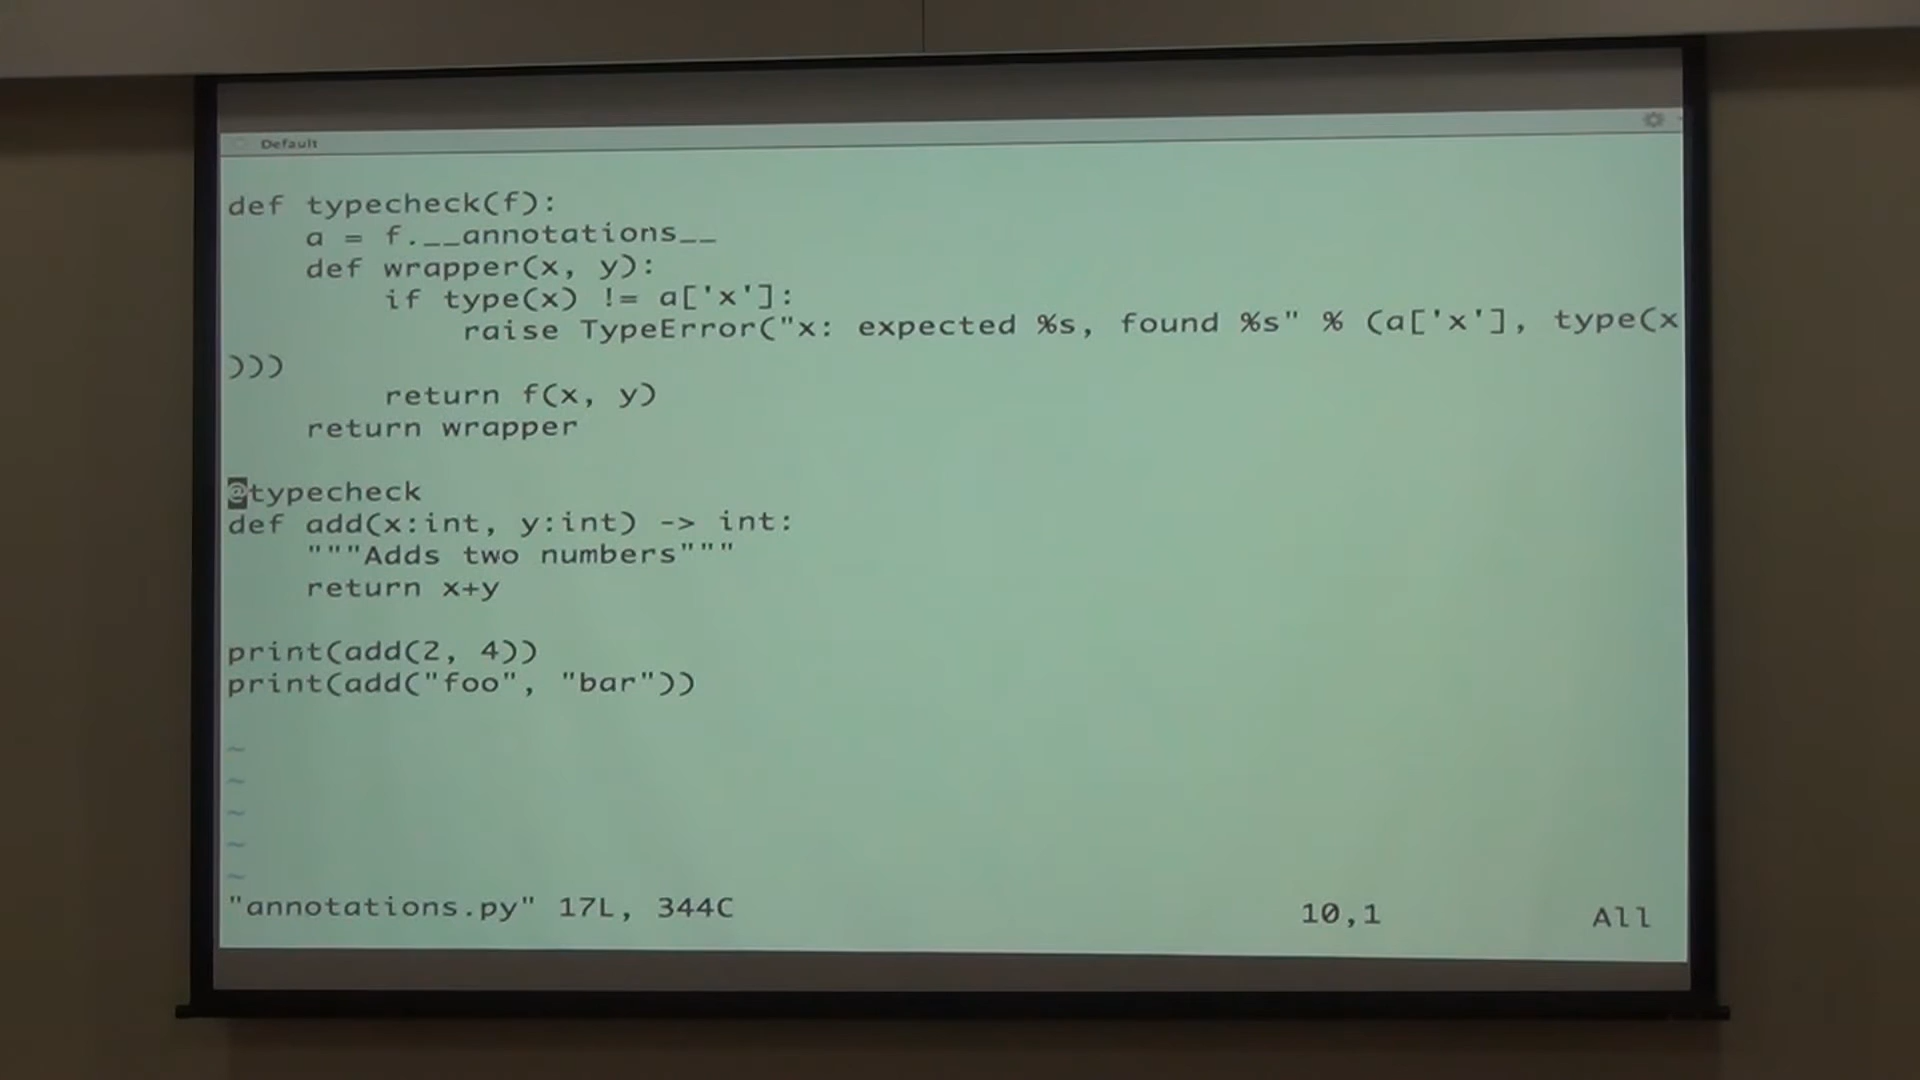 Default
def typecheck(f):
    a = f.__annotations__
    def wrapper(x, y):
        if type(x) != a['x']:
            raise TypeError("x: expected %s, found %s" % (a['x'], type(x
)))
        return f(x, y)
    return wrapper
@typecheck
def add(x:int, y:int) -> int:
    """Adds two numbers"""
    return x+y
print(add(2, 4))
print(add("foo", "bar"))
~
~
~
~
~
"annotations.py" 17L, 344C 10,1 All